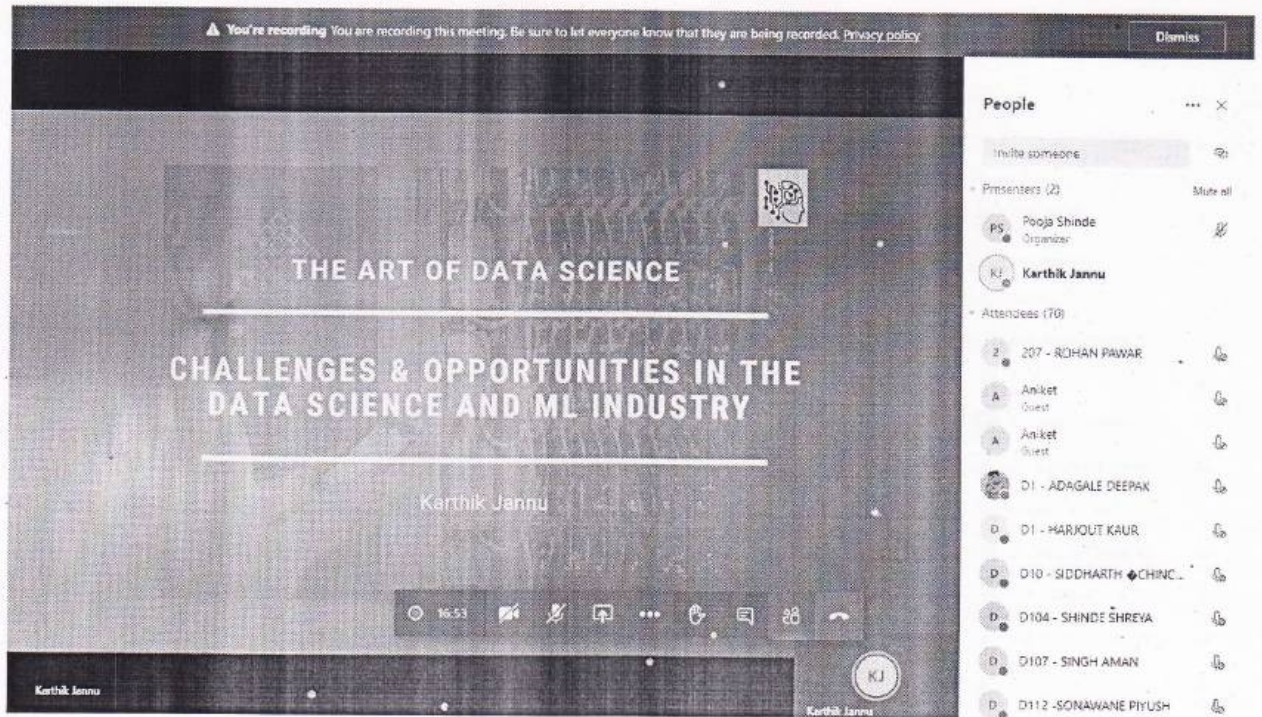 You're recording You are recording this meeting. Be sure to let everyone know that they are being recorded. Privacy policy
Dismiss
THE ART OF DATA SCIENCE
CHALLENGES & OPPORTUNITIES IN THE
DATA SCIENCE AND ML INDUSTRY
Karthik Jannu
16:53
Karthik Jannu
KJ
Karthik Jannu
People
Invite someone
Presenters (2)
Mute all
PS
Pooja Shinde
Organizer
KJ
Karthik Jannu
Attendees (70)
2
207 - ROHAN PAWAR
A
Aniket
Guest
A
Aniket
Guest
D1 - ADAGALE DEEPAK
D
D1 - HARJOUT KAUR
D
D10 - SIDDHARTH �CHINC...
D
D104 - SHINDE SHREYA
D
D107 - SINGH AMAN
D
D112 -SONAWANE PIYUSH